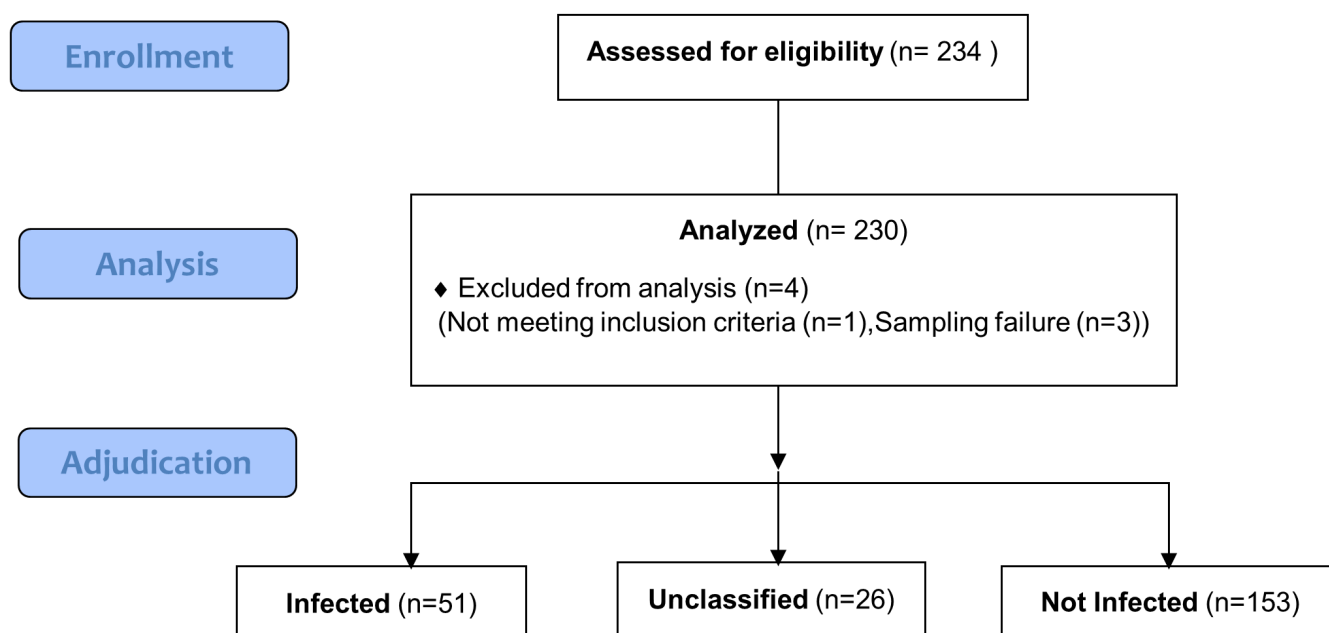 Enrollment
Assessed for eligibility (n= 234 )
Analysis
Analyzed (n= 230)
♦ Excluded from analysis (n=4)
(Not meeting inclusion criteria (n=1),Sampling failure (n=3))
Adjudication
Infected (n=51)
Unclassified (n=26)
Not Infected (n=153)